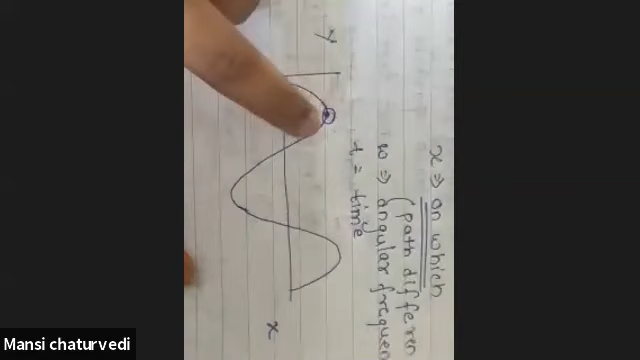 x ⇒ on which
(path differen
w ⇒ angular frequen
t = time
y
x
Mansi chaturvedi